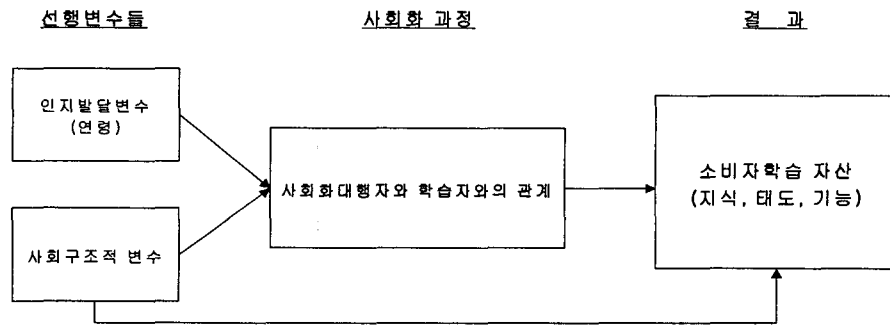 선행변수들
사회화 과정
결 과
인지발달변수
(연령)
사회화대행자와 학습자와의 관계
소비자학습 자산
(지식, 태도, 기능)
사회구조적 변수